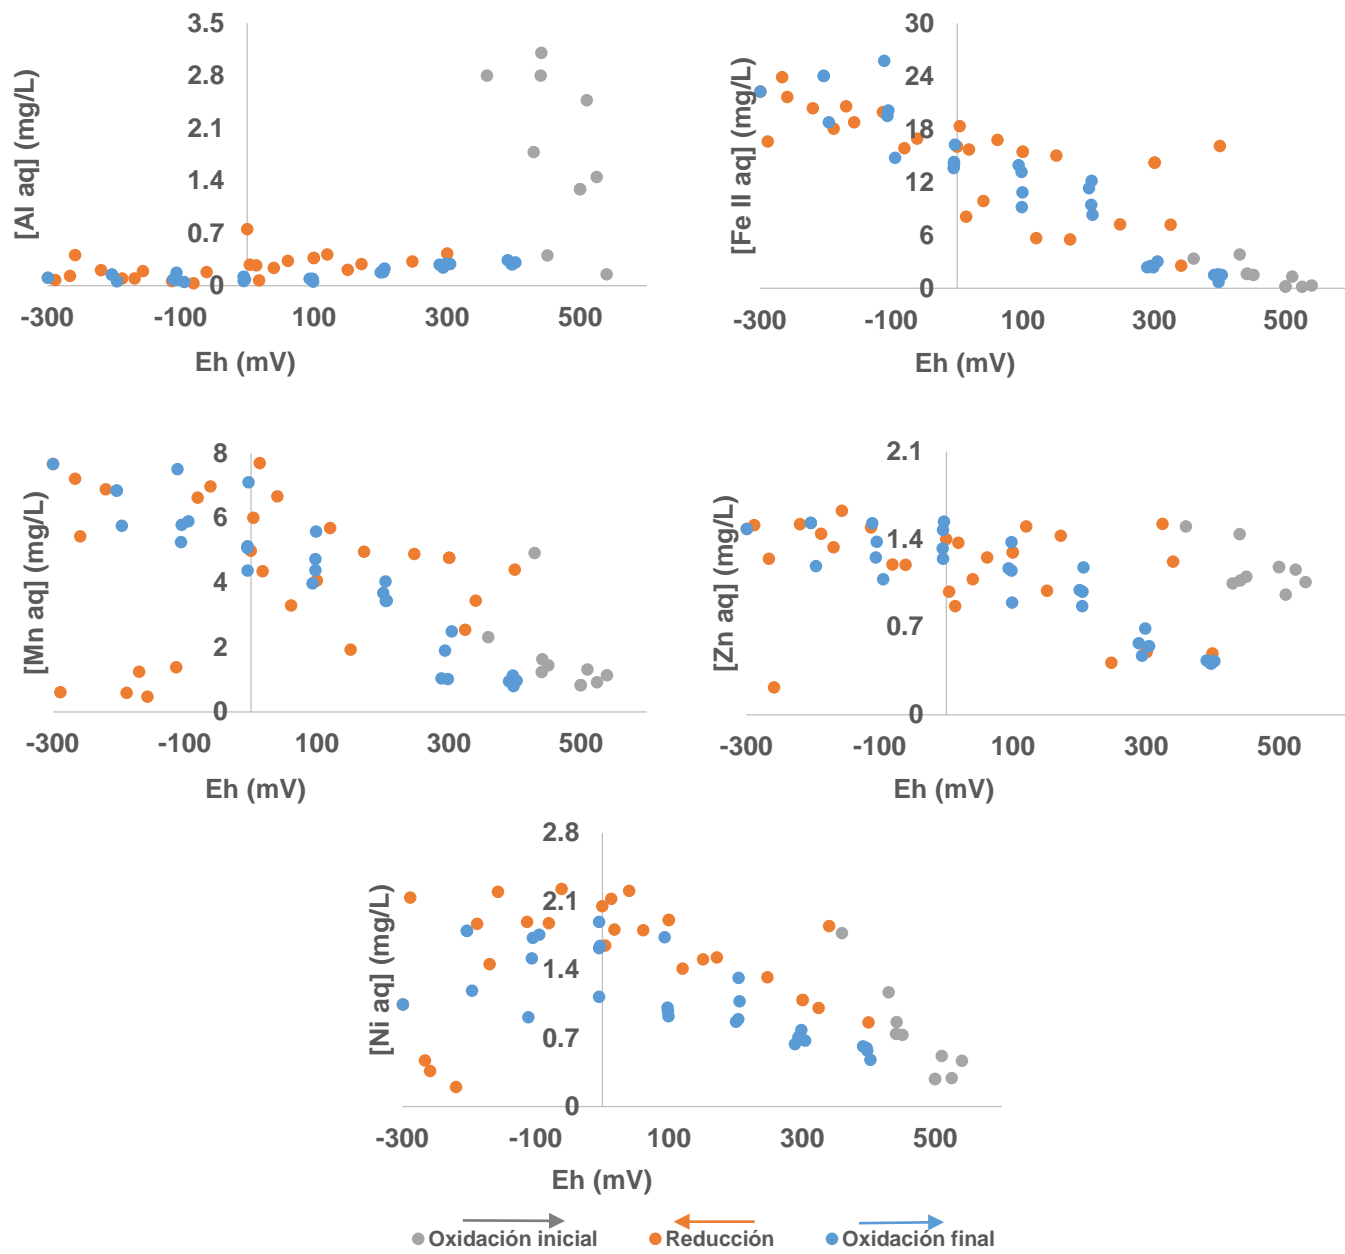 3.5
2.8
2.1
1.4
0.7
0
[Al aq] (mg/L)
-300 -100 100 300 500
Eh (mV)
30
24
18
12
6
0
[Fe II aq] (mg/L)
-300 -100 100 300 500
Eh (mV)
8
6
4
2
0
[Mn aq] (mg/L)
-300 -100 100 300 500
Eh (mV)
2.1
1.4
0.7
0
[Zn aq] (mg/L)
-300 -100 100 300 500
Eh (mV)
2.8
2.1
1.4
0.7
0
[Ni aq] (mg/L)
-300 -100 100 300 500
Eh (mV)
Oxidación inicial Reducción Oxidación final